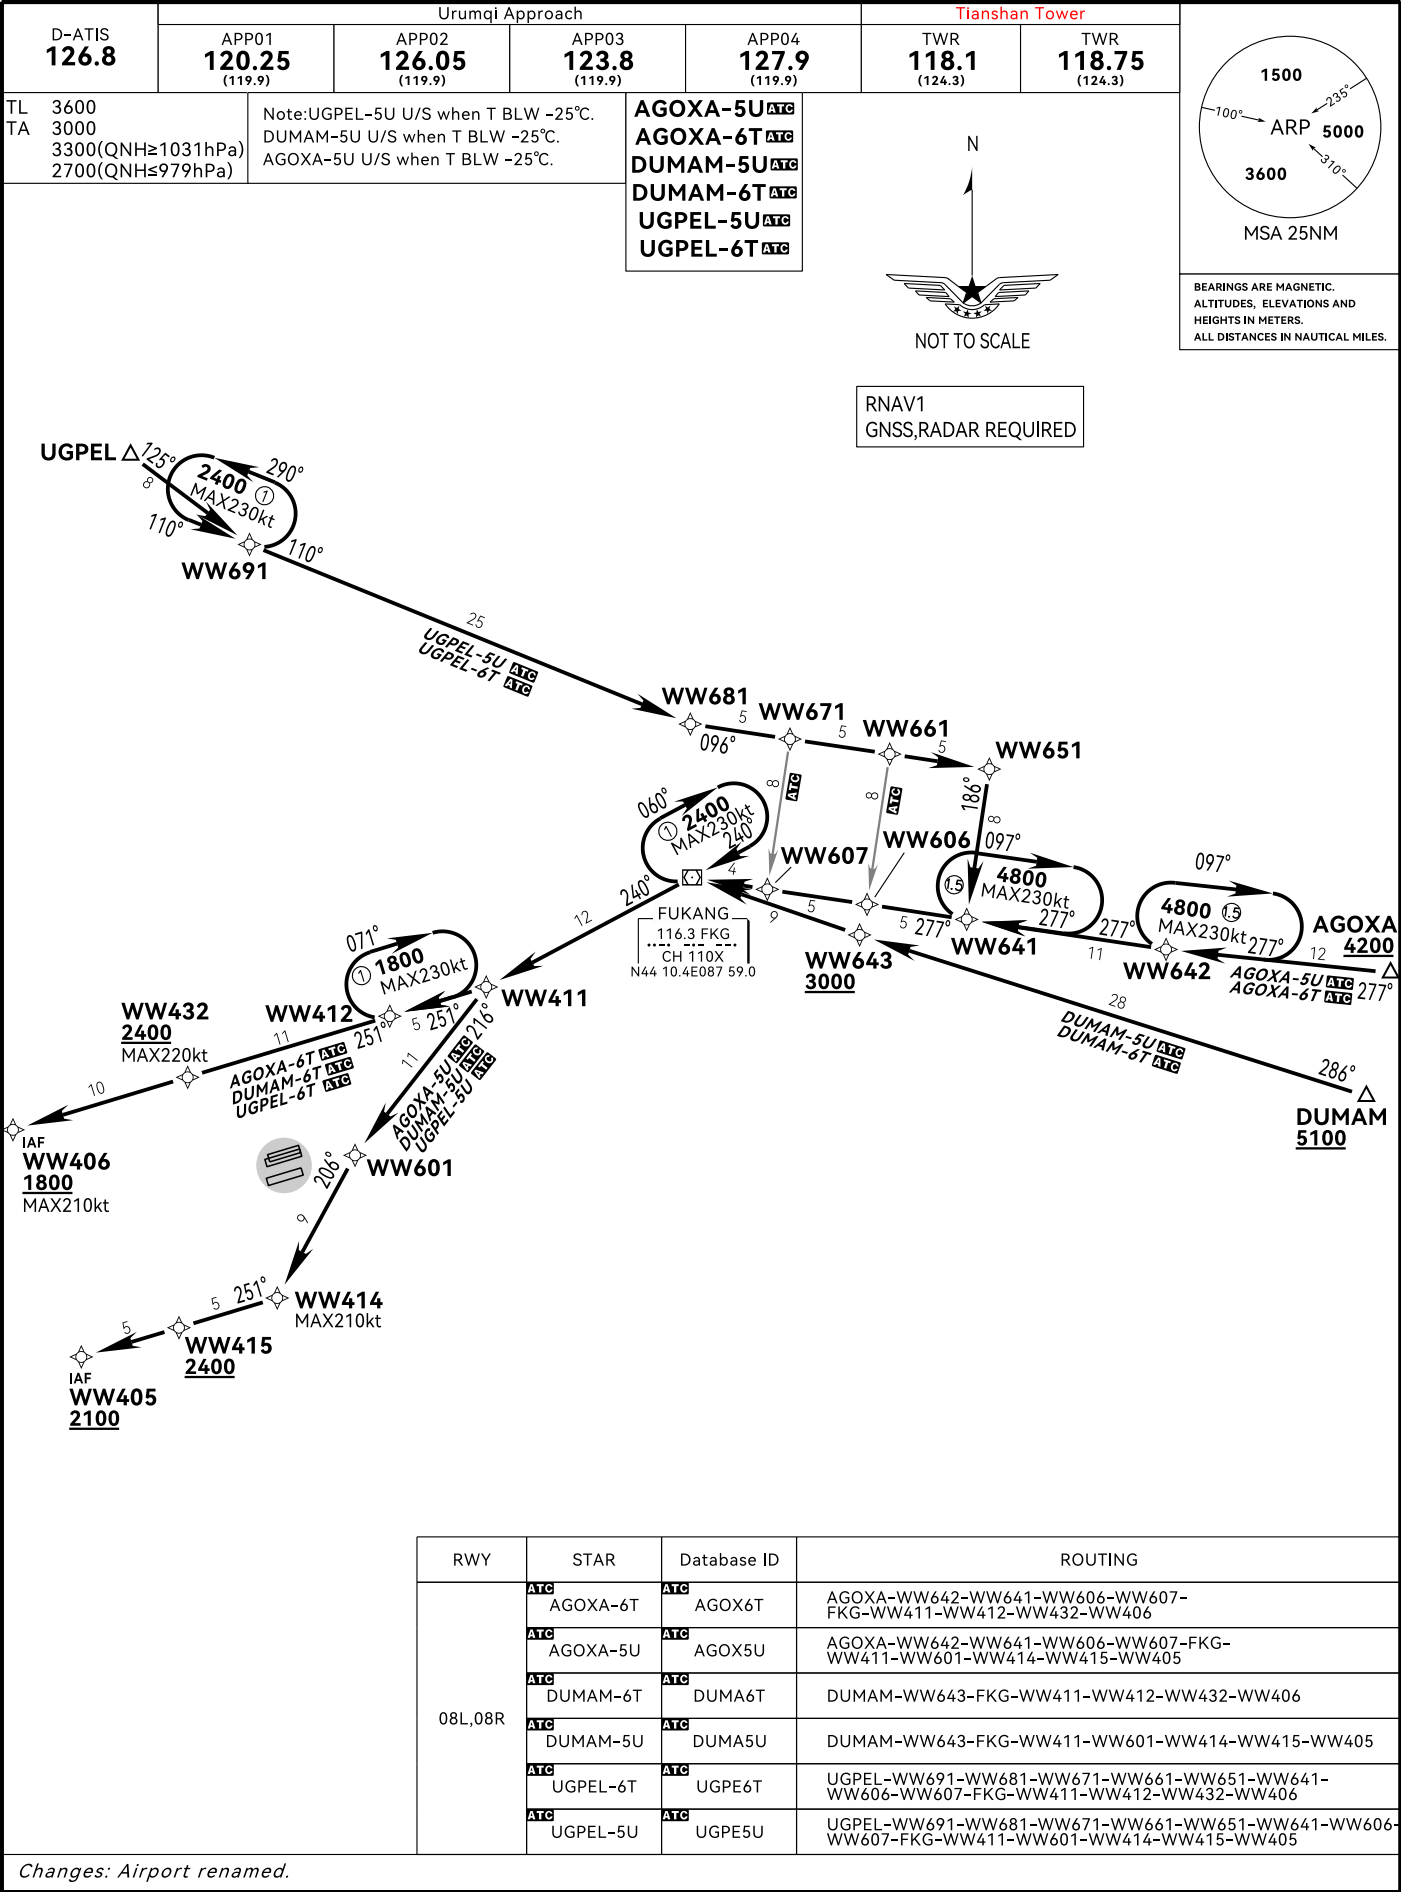 D-ATIS
126.8
Urumqi Approach
APP01
120.25
(119.9)
APP02
126.05
(119.9)
APP03
123.8
(119.9)
APP04
127.9
(119.9)
Tianshan Tower
TWR
118.1
(124.3)
TWR
118.75
(124.3)
TL 3600
TA 3000
3300(QNH≥1031hPa)
2700(QNH≤979hPa)
Note:UGPEL-5U U/S when T BLW -25℃.
DUMAM-5U U/S when T BLW -25℃.
AGOXA-5U U/S when T BLW -25℃.
AGOXA-5U ATC
AGOXA-6T ATC
DUMAM-5U ATC
DUMAM-6T ATC
UGPEL-5U ATC
UGPEL-6T ATC
N
NOT TO SCALE
1500
235°
100°
ARP 5000
310°
3600
MSA 25NM
BEARINGS ARE MAGNETIC.
ALTITUDES, ELEVATIONS AND
HEIGHTS IN METERS.
ALL DISTANCES IN NAUTICAL MILES.
RNAV1
GNSS,RADAR REQUIRED
UGPEL
125°
8
290°
2400 1
MAX230kt
110°
WW691
110°
25
UGPEL-5U ATC
UGPEL-6T ATC
WW681
5
096°
WW671
5
WW661
5
WW651
186°
8
8
ATC
8
ATC
060°
1 2400
MAX230kt
240°
WW607
WW606
4
5
5
277°
097°
1.5 4800
MAX230kt
277°
WW641
277°
11
097°
4800 1.5
MAX230kt
277°
WW642
12
AGOXA
4200
AGOXA-5U ATC
AGOXA-6T ATC
277°
FUKANG
116.3 FKG
CH 110X
N44 10.4E087 59.0
9
WW643
3000
28
DUMAM-5U ATC
DUMAM-6T ATC
286°
DUMAM
5100
240°
12
071°
1 1800
MAX230kt
WW411
251°
5
WW412
251°
11
WW432
2400
MAX220kt
AGOXA-6T ATC
DUMAM-6T ATC
UGPEL-6T ATC
10
IAF
WW406
1800
MAX210kt
216°
11
AGOXA-5U ATC
DUMAM-5U ATC
UGPEL-5U ATC
WW601
206°
9
WW414
MAX210kt
251°
5
WW415
2400
5
IAF
WW405
2100
RWY STAR Database ID ROUTING
08L,08R
ATC AGOXA-6T ATC AGOX6T AGOXA-WW642-WW641-WW606-WW607-
FKG-WW411-WW412-WW432-WW406
ATC AGOXA-5U ATC AGOX5U AGOXA-WW642-WW641-WW606-WW607-FKG-
WW411-WW601-WW414-WW415-WW405
ATC DUMAM-6T ATC DUMA6T DUMAM-WW643-FKG-WW411-WW412-WW432-WW406
ATC DUMAM-5U ATC DUMA5U DUMAM-WW643-FKG-WW411-WW601-WW414-WW415-WW405
ATC UGPEL-6T ATC UGPE6T UGPEL-WW691-WW681-WW671-WW661-WW651-WW641-
WW606-WW607-FKG-WW411-WW412-WW432-WW406
ATC UGPEL-5U ATC UGPE5U UGPEL-WW691-WW681-WW671-WW661-WW651-WW641-WW606-
WW607-FKG-WW411-WW601-WW414-WW415-WW405
Changes: Airport renamed.